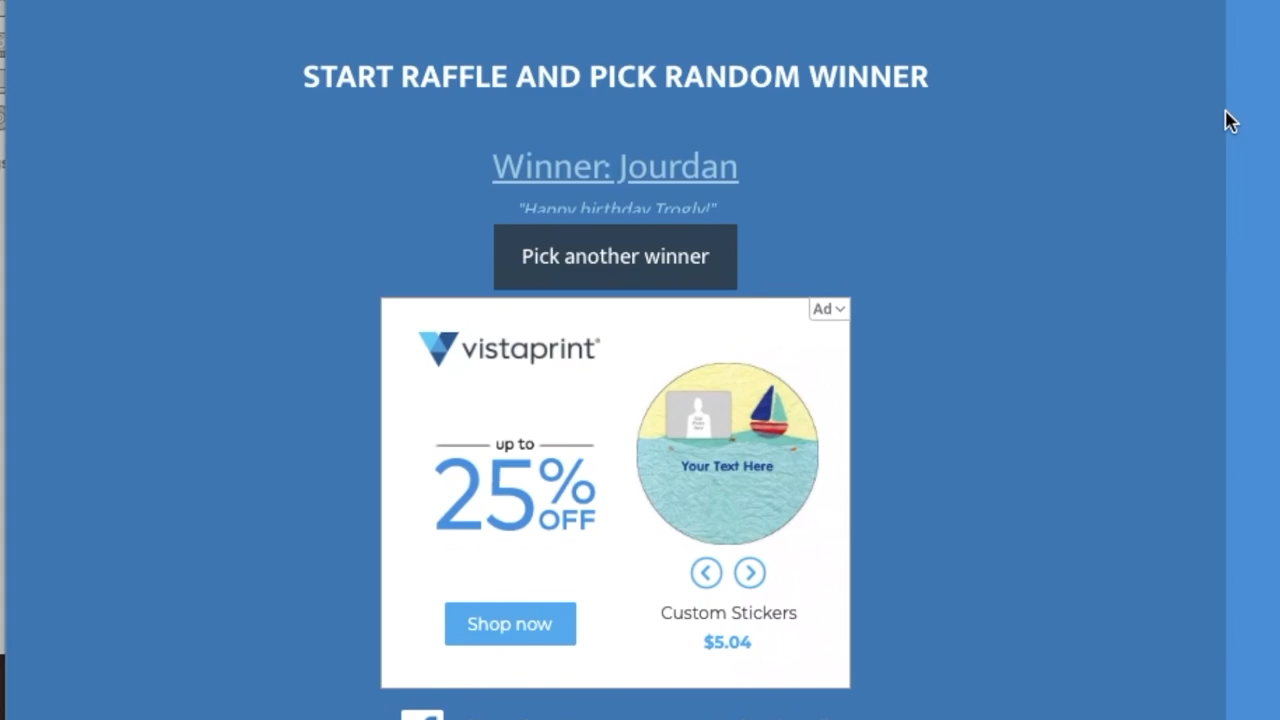 START RAFFLE AND PICK RANDOM WINNER
Winner: Jourdan
"Happy birthday Trogly!"
Pick another winner
Ad
vistaprint®
up to
25% OFF
Your Text Here
Custom Stickers
$5.04
Shop now